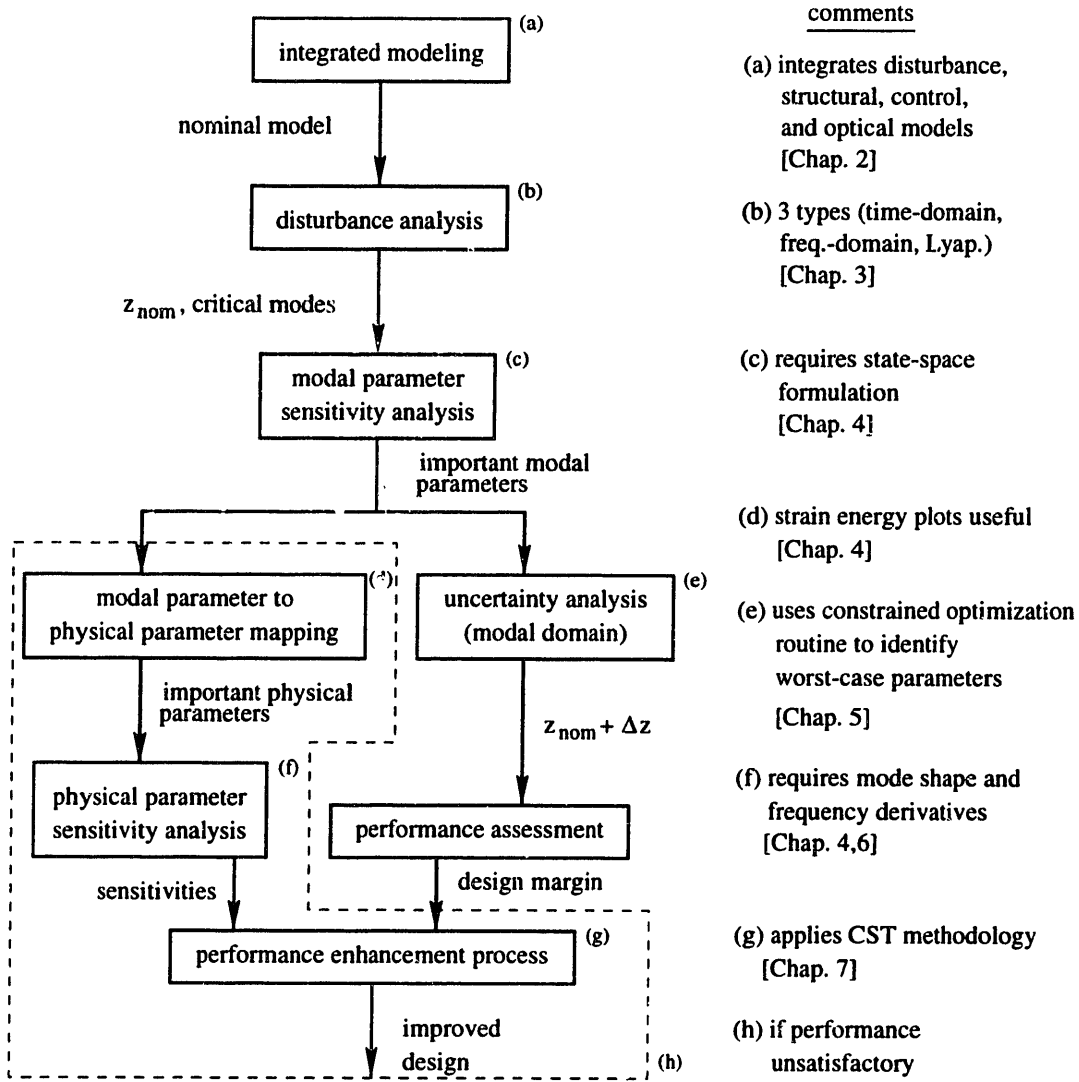 (a)
integrated modeling
nominal model
(b)
disturbance analysis
z nom, critical modes
(c)
modal parameter
sensitivity analysis
important modal
parameters
modal parameter to
physical parameter mapping
(e)
uncertainty analysis
(modal domain)
important physical
parameters
z nom + Δz
(f)
physical parameter
sensitivity analysis
performance assessment
sensitivities
design margin
(g)
performance enhancement process
improved
design
(h)
comments
(a) integrates disturbance,
structural, control,
and optical models
[Chap. 2]
(b) 3 types (time-domain,
freq.-domain, Lyap.)
[Chap. 3]
(c) requires state-space
formulation
[Chap. 4]
(d) strain energy plots useful
[Chap. 4]
(e) uses constrained optimization
routine to identify
worst-case parameters
[Chap. 5]
(f) requires mode shape and
frequency derivatives
[Chap. 4,6]
(g) applies CST methodology
[Chap. 7]
(h) if performance
unsatisfactory